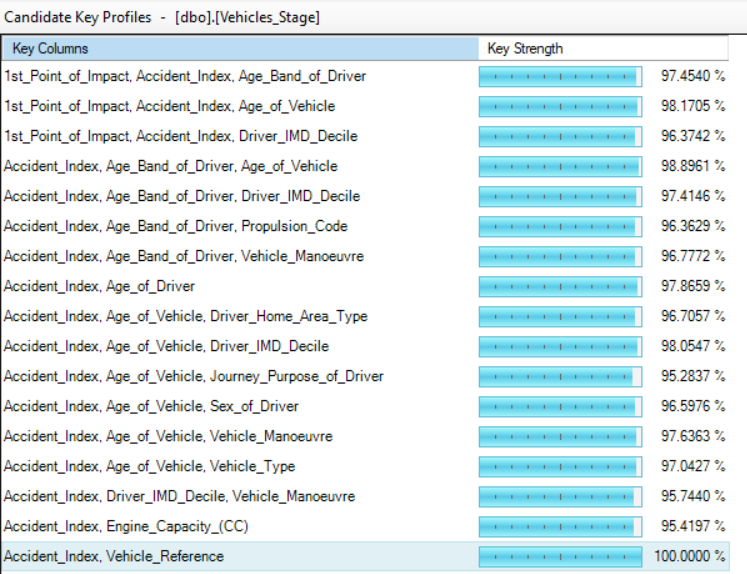 Candidate Key Profiles - [dbo].[Vehicles_Stage]
Key Columns Key Strength
1st_Point_of_Impact, Accident_Index, Age_Band_of_Driver 97.4540 %
1st_Point_of_Impact, Accident_Index, Age_of_Vehicle 98.1705 %
1st_Point_of_Impact, Accident_Index, Driver_IMD_Decile 96.3742 %
Accident_Index, Age_Band_of_Driver, Age_of_Vehicle 98.8961 %
Accident_Index, Age_Band_of_Driver, Driver_IMD_Decile 97.4146 %
Accident_Index, Age_Band_of_Driver, Propulsion_Code 96.3629 %
Accident_Index, Age_Band_of_Driver, Vehicle_Manoeuvre 96.7772 %
Accident_Index, Age_of_Driver 97.8659 %
Accident_Index, Age_of_Vehicle, Driver_Home_Area_Type 96.7057 %
Accident_Index, Age_of_Vehicle, Driver_IMD_Decile 98.0547 %
Accident_Index, Age_of_Vehicle, Journey_Purpose_of_Driver 95.2837 %
Accident_Index, Age_of_Vehicle, Sex_of_Driver 96.5976 %
Accident_Index, Age_of_Vehicle, Vehicle_Manoeuvre 97.6363 %
Accident_Index, Age_of_Vehicle, Vehicle_Type 97.0427 %
Accident_Index, Driver_IMD_Decile, Vehicle_Manoeuvre 95.7440 %
Accident_Index, Engine_Capacity_(CC) 95.4197 %
Accident_Index, Vehicle_Reference 100.0000 %